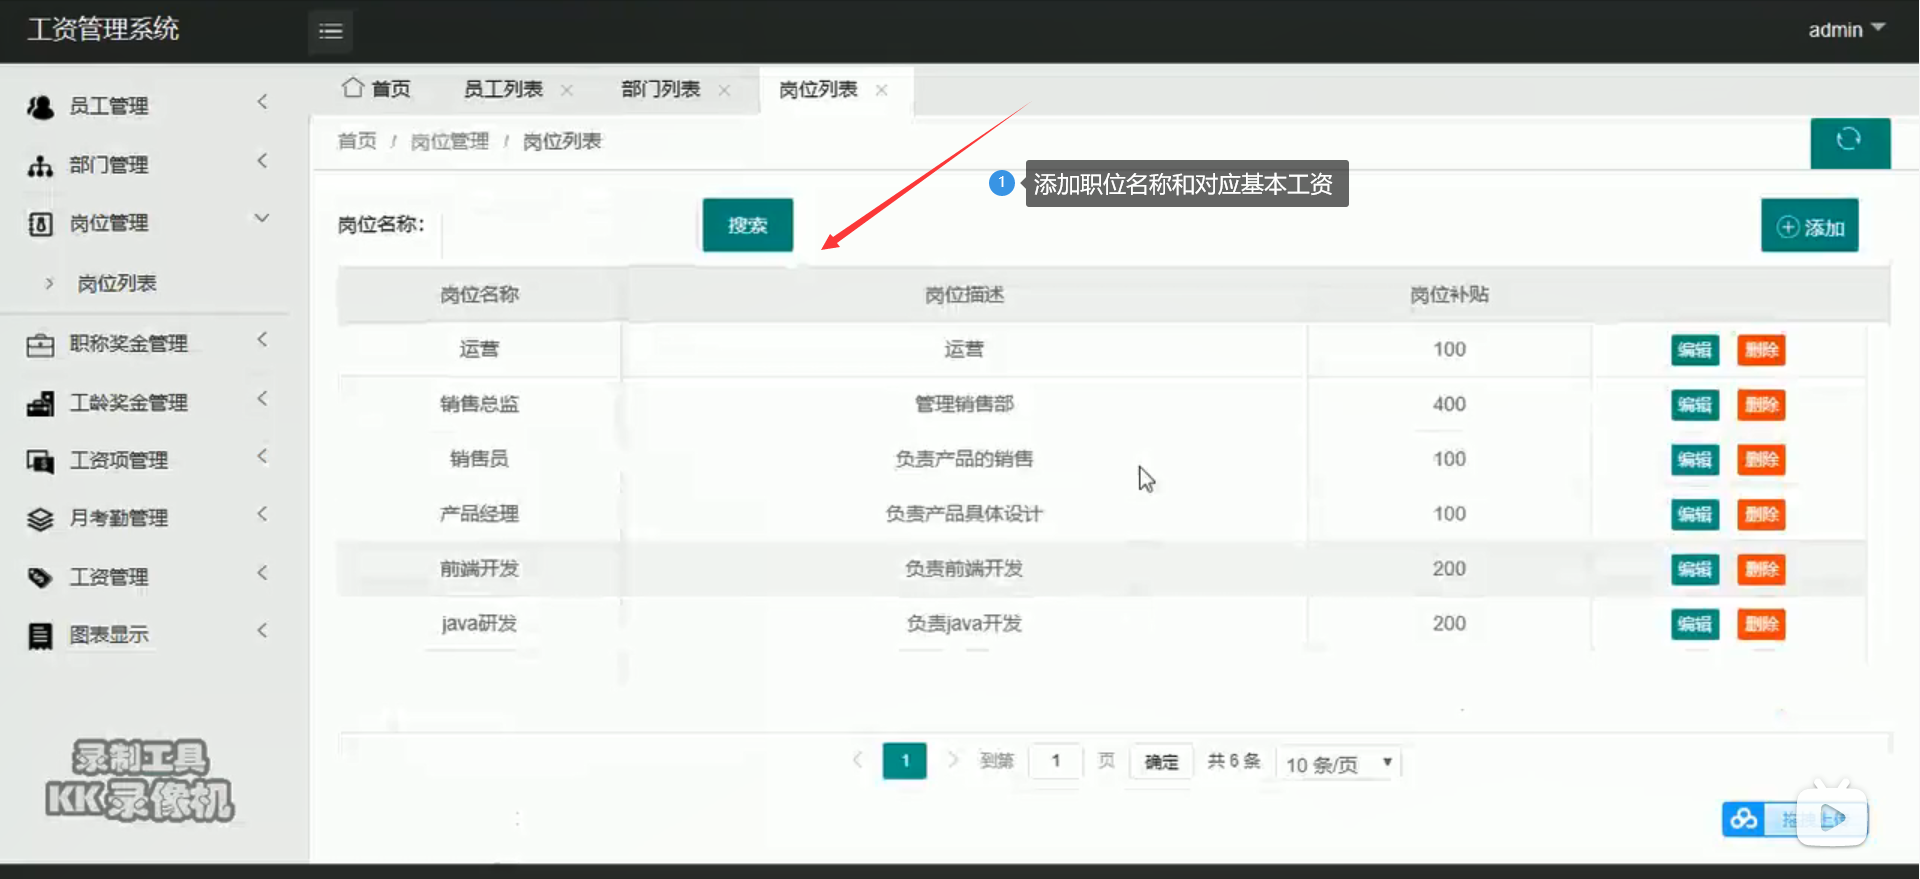 工资管理系统
admin
员工管理
部门管理
岗位管理
岗位列表
职称奖金管理
工龄奖金管理
工资项管理
月考勤管理
工资管理
图表显示
首页 员工列表 部门列表 岗位列表
首页 / 岗位管理 / 岗位列表
1 添加职位名称和对应基本工资
岗位名称: 搜索 添加
岗位名称 岗位描述 岗位补贴
运营 运营 100 编辑 删除
销售总监 管理销售部 400 编辑 删除
销售员 负责产品的销售 100 编辑 删除
产品经理 负责产品具体设计 100 编辑 删除
前端开发 负责前端开发 200 编辑 删除
java研发 负责java开发 200 编辑 删除
1 到第 1 页 确定 共 6 条 10 条/页
录制工具
KK录像机